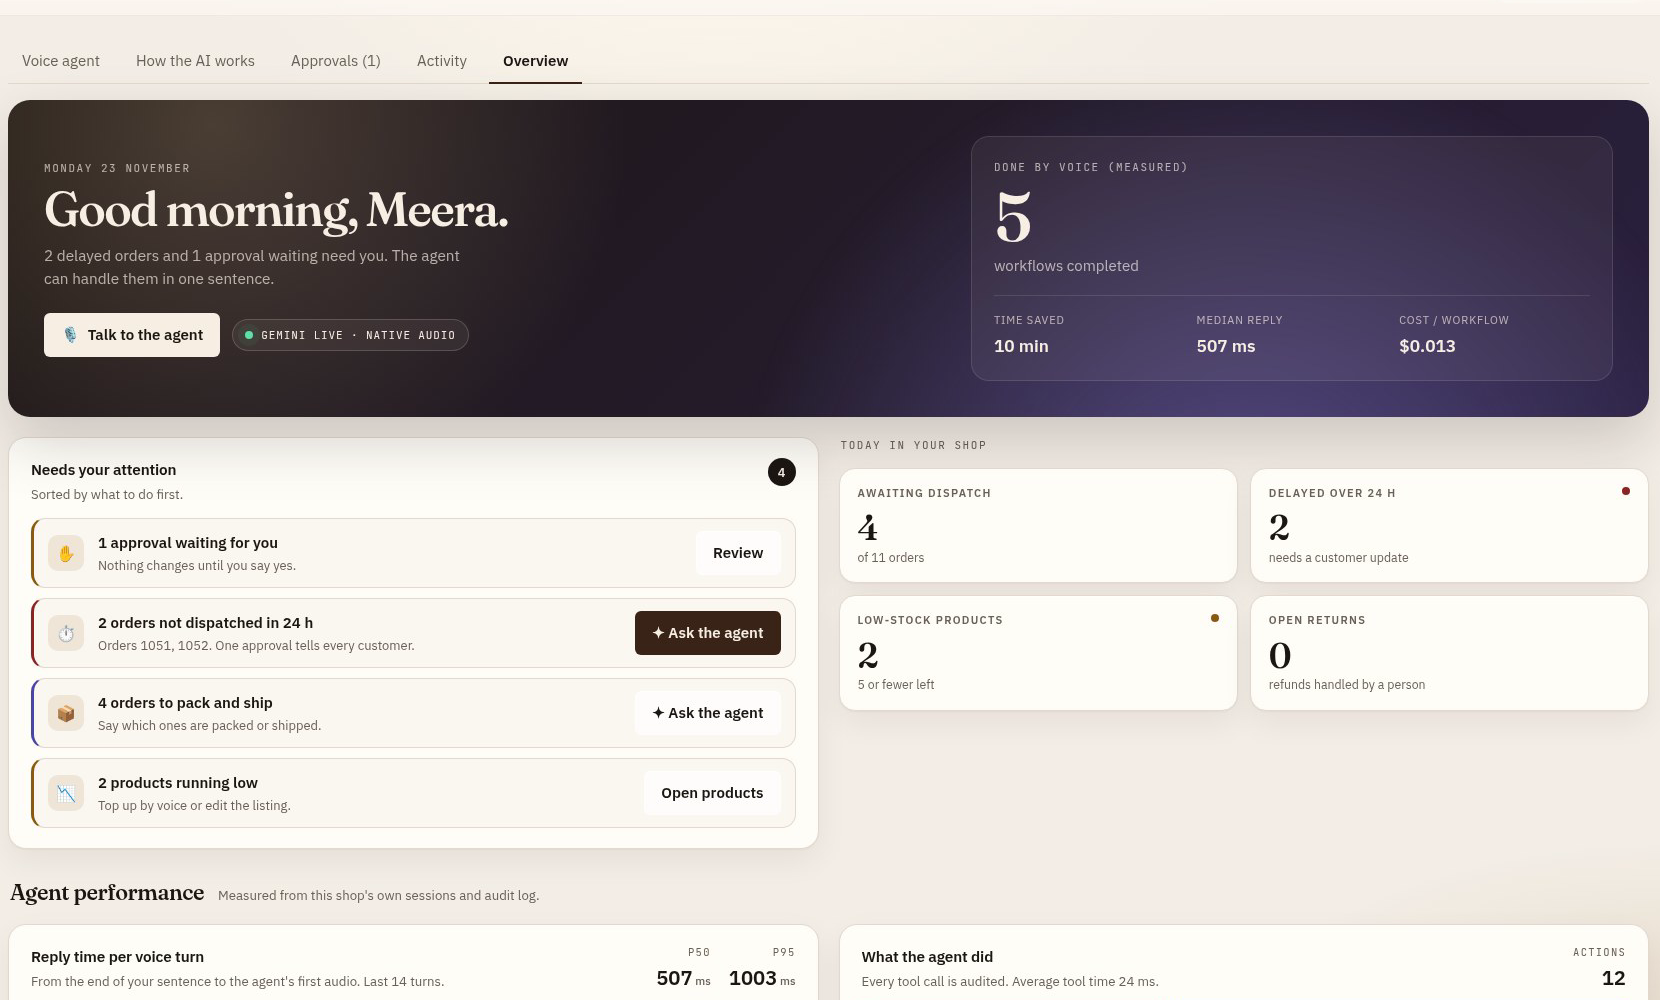 Voice agent
How the AI works
Approvals (1)
Activity
Overview
MONDAY 23 NOVEMBER
Good morning, Meera.
2 delayed orders and 1 approval waiting need you. The agent
can handle them in one sentence.
Talk to the agent
GEMINI LIVE · NATIVE AUDIO
DONE BY VOICE (MEASURED)
5
workflows completed
TIME SAVED
10 min
MEDIAN REPLY
507 ms
COST / WORKFLOW
$0.013
Needs your attention
4
Sorted by what to do first.
1 approval waiting for you
Nothing changes until you say yes.
Review
2 orders not dispatched in 24 h
Orders 1051, 1052. One approval tells every customer.
✦ Ask the agent
4 orders to pack and ship
Say which ones are packed or shipped.
✦ Ask the agent
2 products running low
Top up by voice or edit the listing.
Open products
TODAY IN YOUR SHOP
AWAITING DISPATCH
4
of 11 orders
DELAYED OVER 24 H
2
needs a customer update
LOW-STOCK PRODUCTS
2
5 or fewer left
OPEN RETURNS
0
refunds handled by a person
Agent performance
Measured from this shop's own sessions and audit log.
Reply time per voice turn
From the end of your sentence to the agent's first audio. Last 14 turns.
P50
507 ms
P95
1003 ms
What the agent did
Every tool call is audited. Average tool time 24 ms.
ACTIONS
12